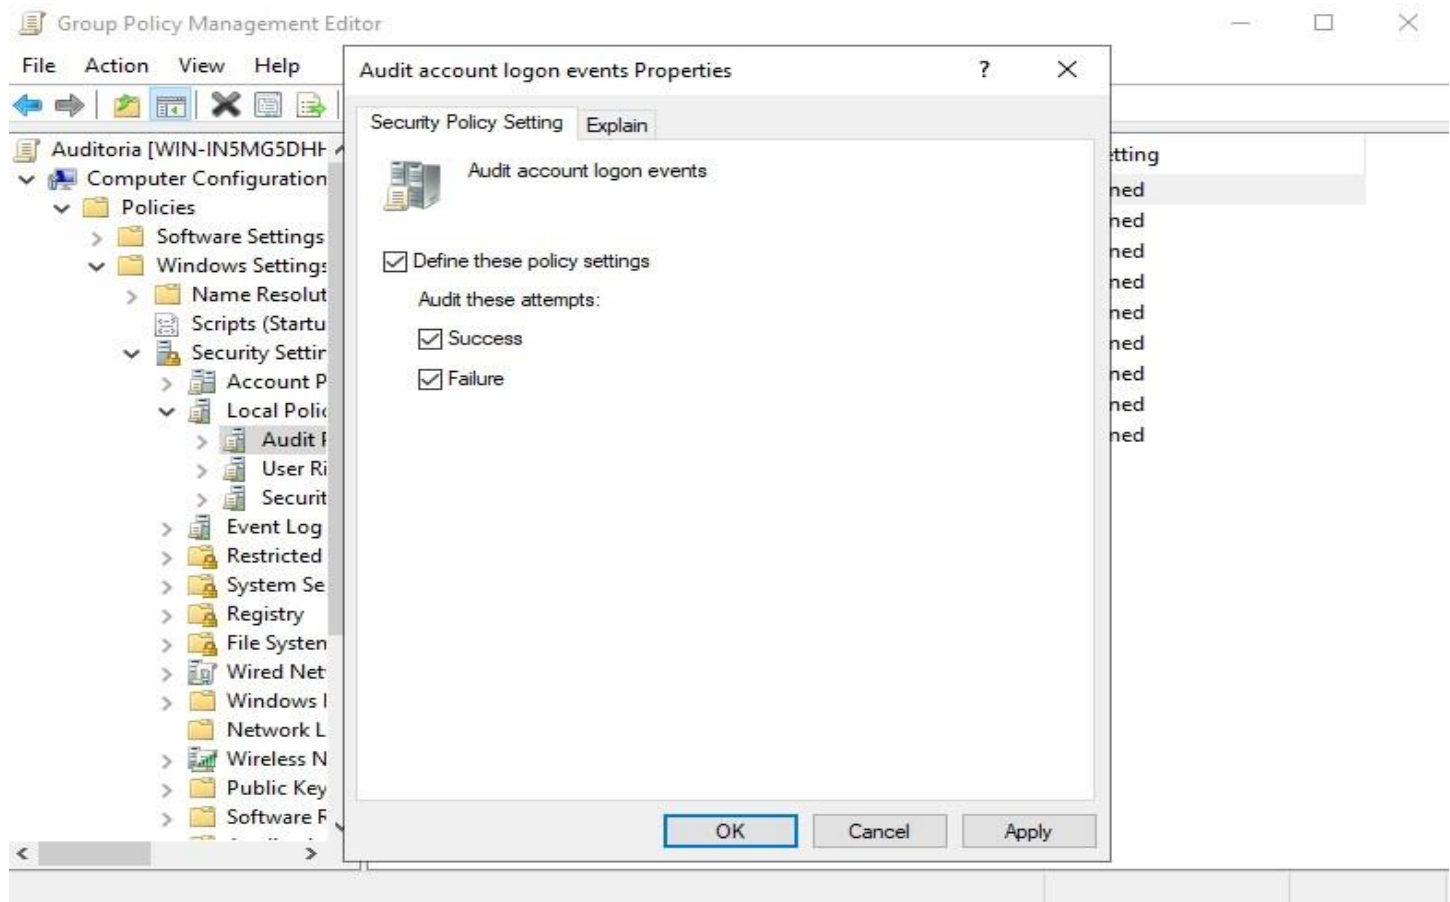 Group Policy Management Editor
File Action View Help
Auditoria [WIN-IN5MG5DHH
Computer Configuration
Policies
Software Settings
Windows Settings
Name Resolut
Scripts (Startu
Security Settin
Account P
Local Polic
Audit P
User Ri
Securit
Event Log
Restricted
System Se
Registry
File System
Wired Net
Windows I
Network L
Wireless N
Public Key
Software R
Audit account logon events Properties
?
Security Policy Setting Explain
Audit account logon events
Define these policy settings
Audit these attempts:
Success
Failure
OK Cancel Apply
etting
ned
ned
ned
ned
ned
ned
ned
ned
ned